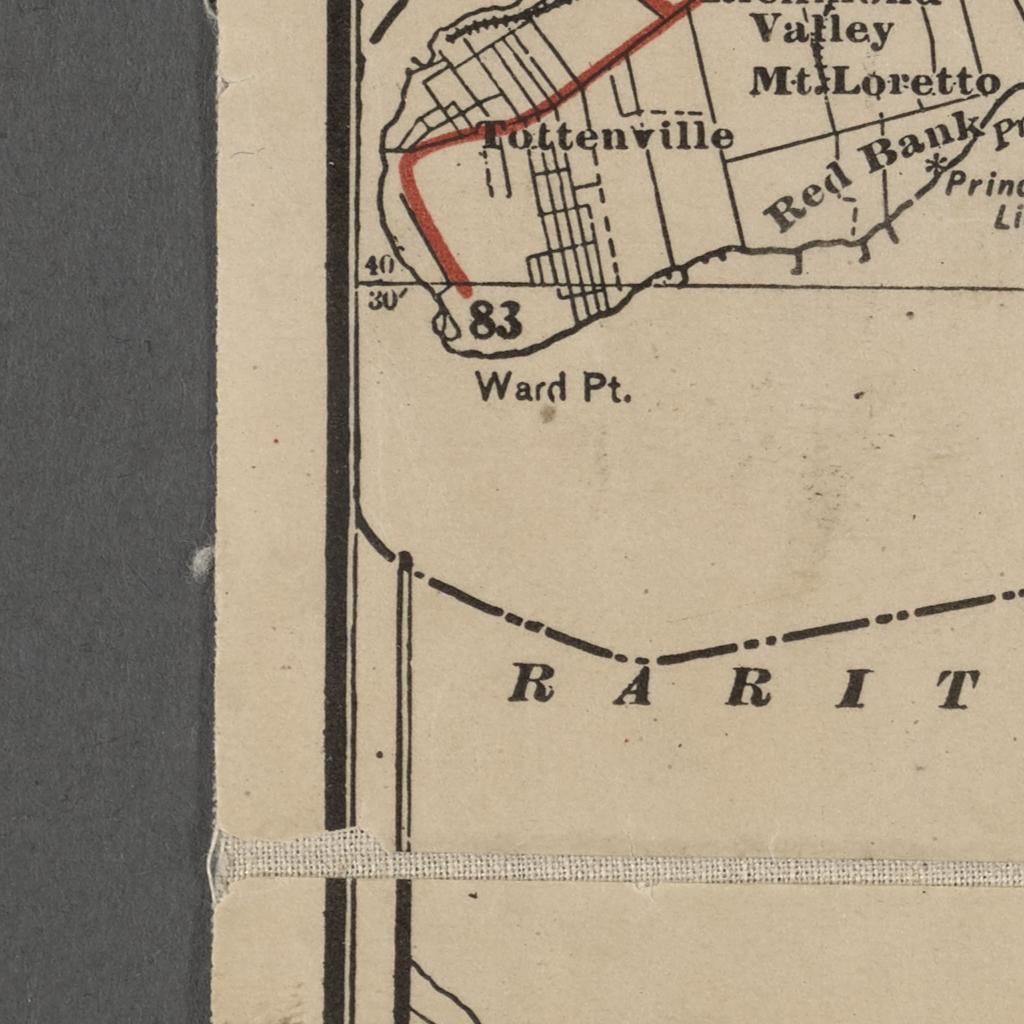 Valley
Mt. Loretto
Tottenville
Red Bank
40
30′
83
Ward Pt.
R A R I T